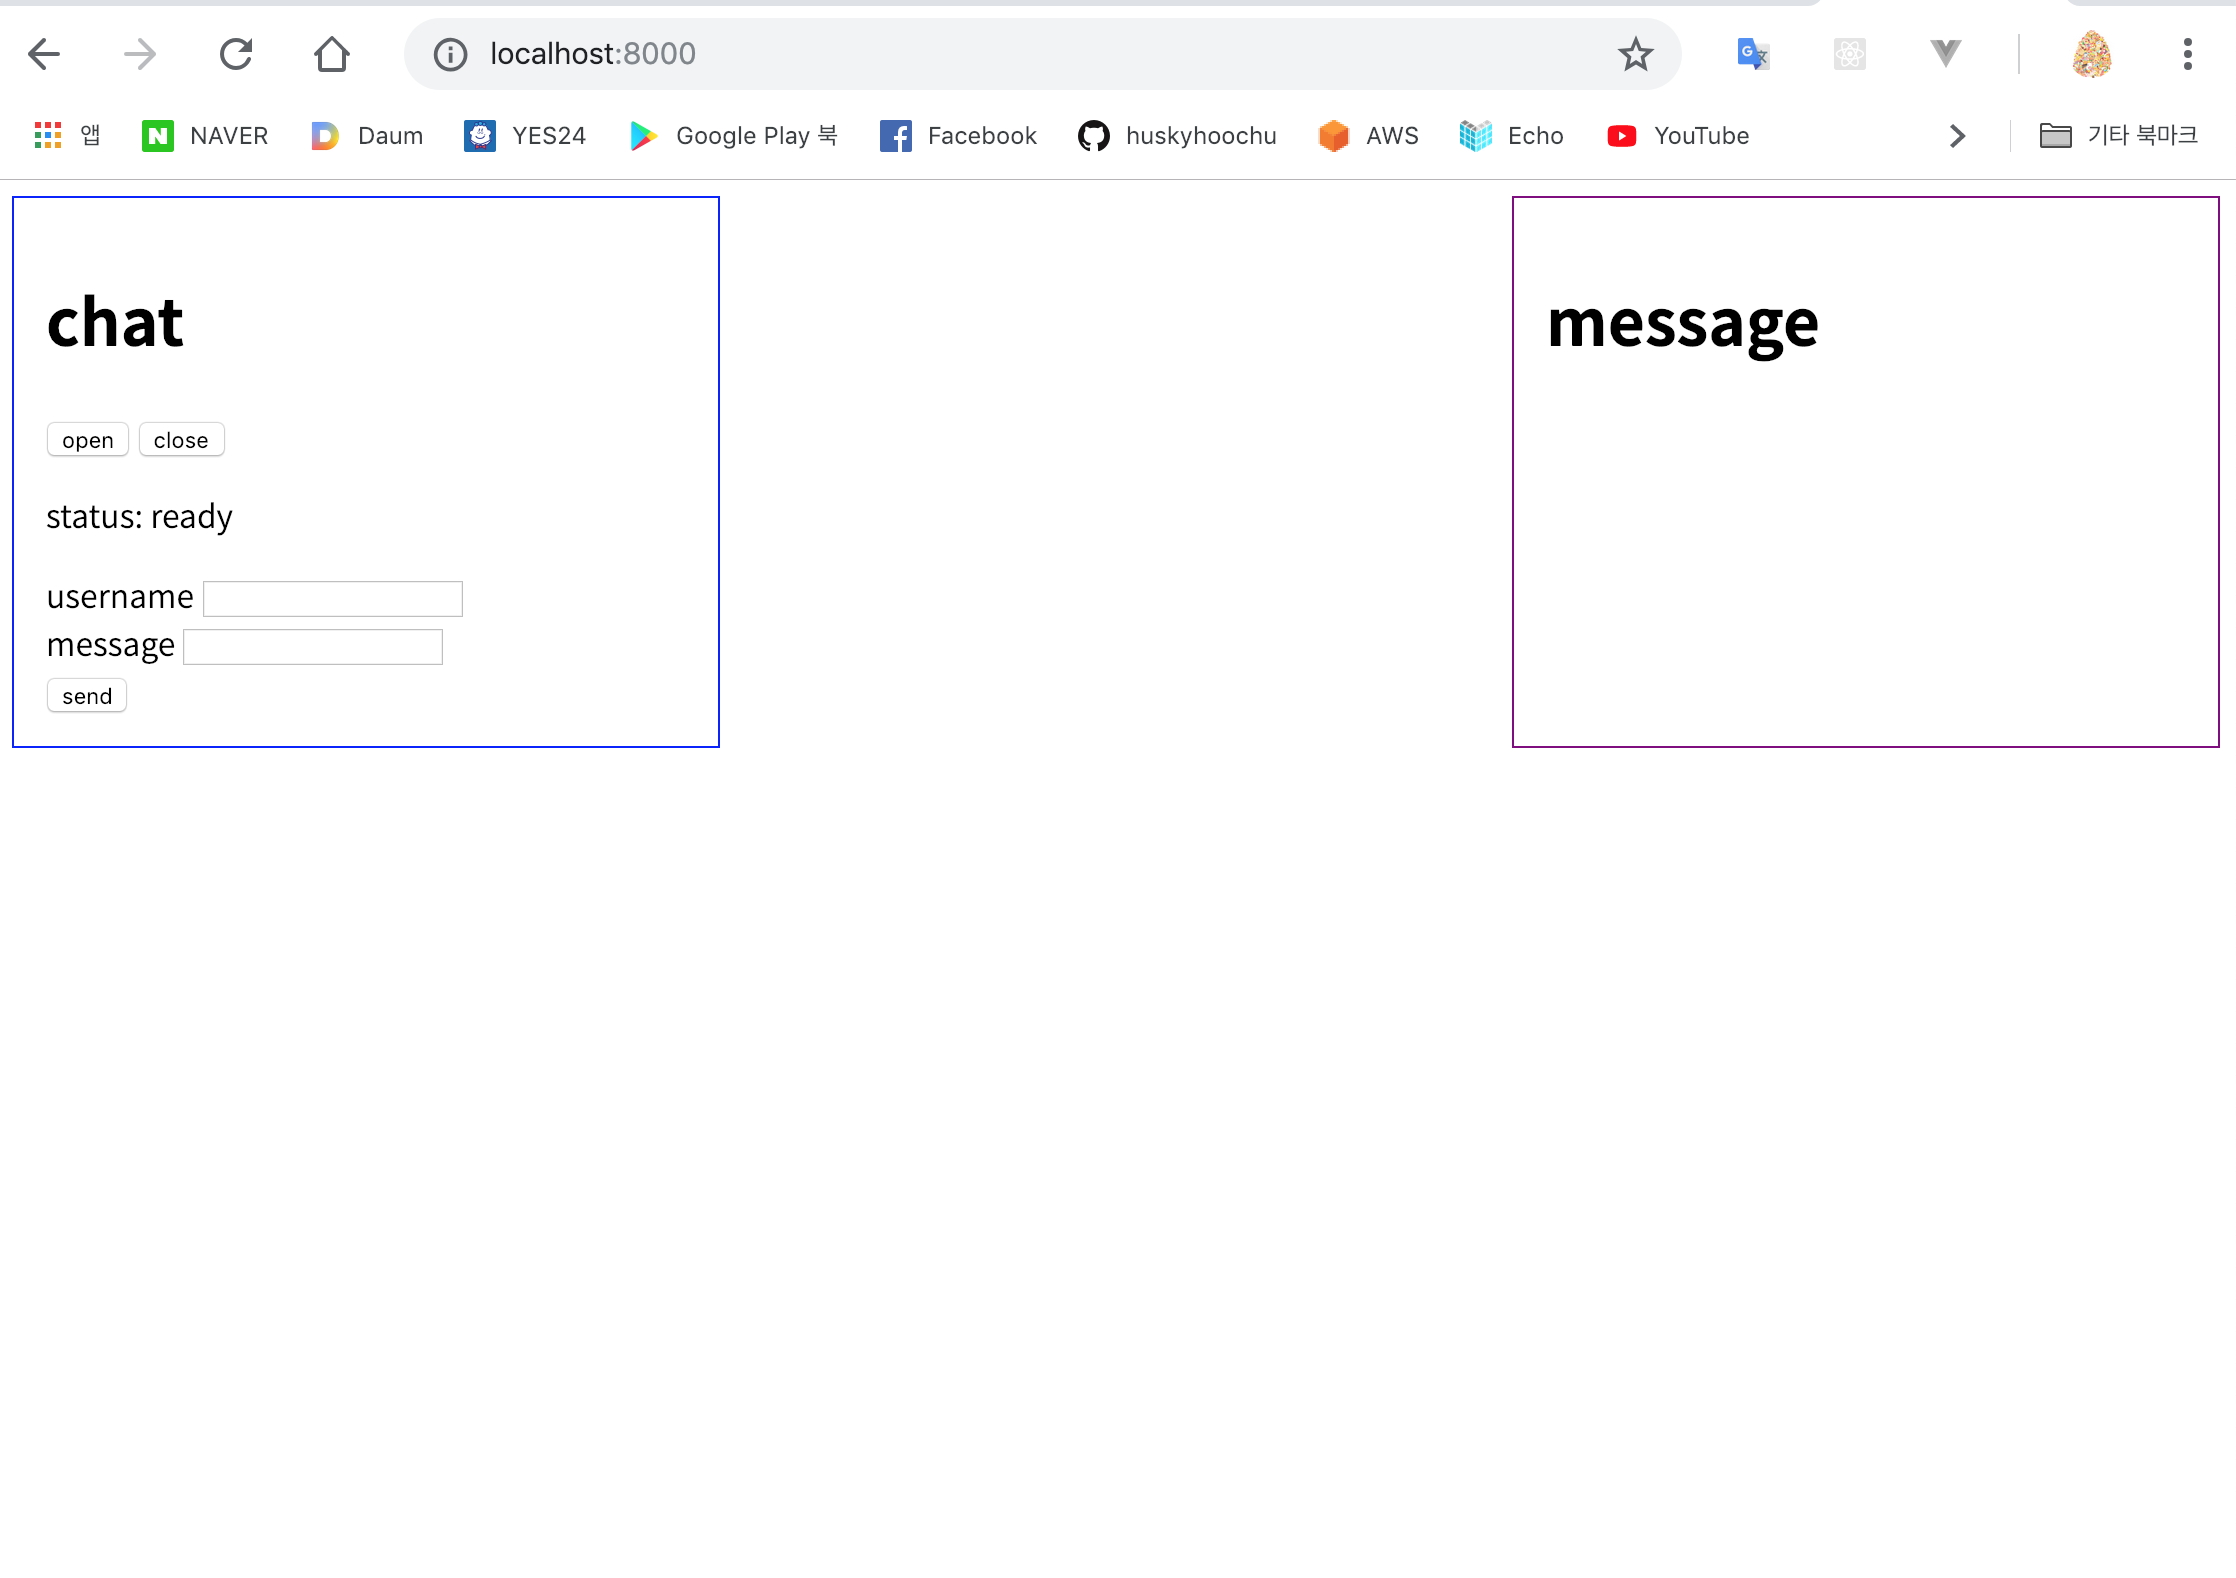 localhost:8000
앱 NAVER Daum YES24 Google Play 북 Facebook huskyhoochu AWS Echo YouTube 기타 북마크
chat
open close
status: ready
username
message
send
message